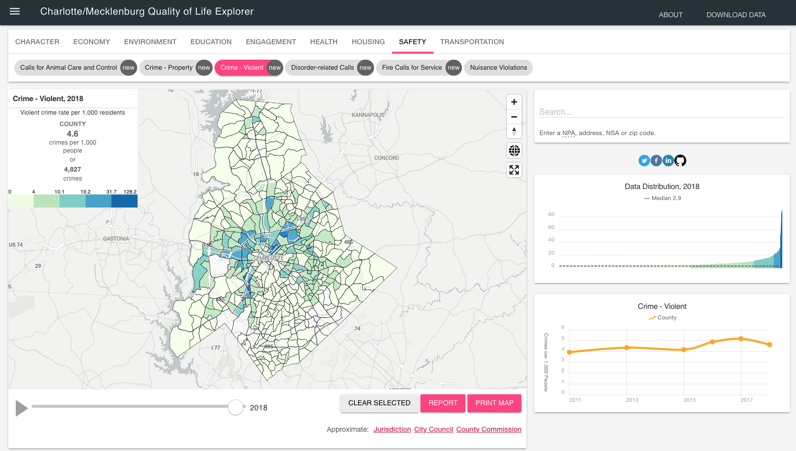 Charlotte/Mecklenburg Quality of Life Explorer
ABOUT
DOWNLOAD DATA
CHARACTER ECONOMY ENVIRONMENT EDUCATION ENGAGEMENT HEALTH HOUSING SAFETY TRANSPORTATION
Calls for Animal Care and Control new Crime - Property new Crime - Violent new Disorder-related Calls new Fire Calls for Service new Nuisance Violations
Crime - Violent, 2018
Violent crime rate per 1,000 residents
COUNTY
4.6
crimes per 1,000
people
or
4,827
crimes
0 4 10.1 19.2 31.7 128.2
KANNAPOLIS
CONCORD
16
GASTONIA
US 74
29
485
74
I 77
485
Search...
Enter a NPA, address, NSA or zip code.
Data Distribution, 2018
Median 2.9
80
60
40
20
0
Crime - Violent
County
Crimes per 1,000 People
6
5
4
3
2
1
0
2011 2013 2015 2017
2018
CLEAR SELECTED
REPORT
PRINT MAP
Approximate: Jurisdiction City Council County Commission